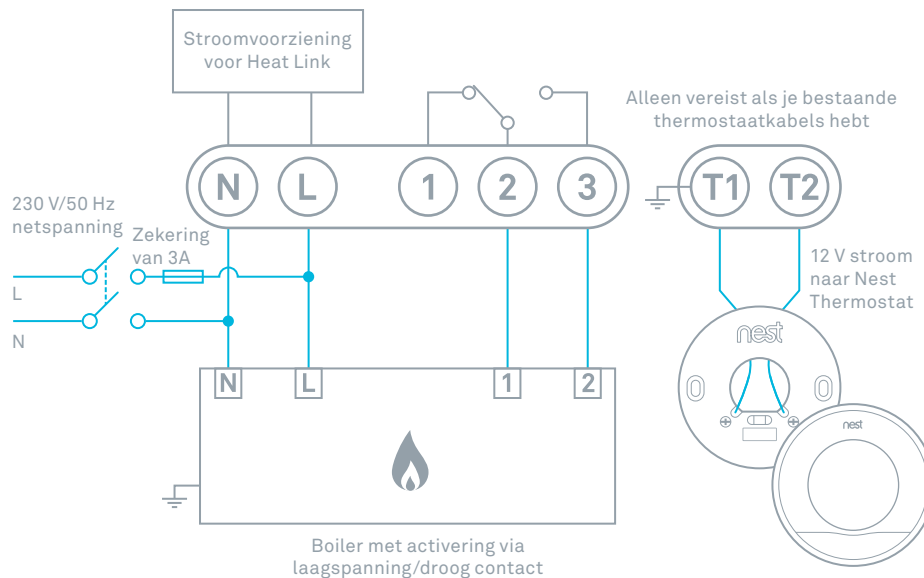 Stroomvoorziening
voor Heat Link
Alleen vereist als je bestaande
thermostaatkabels hebt
N L 1 2 3 T1 T2
230 V/50 Hz
netspanning
Zekering
van 3A
L
N
12 V stroom
naar Nest
Thermostat
nest
N L 1 2
nest
Boiler met activering via
laagspanning/droog contact